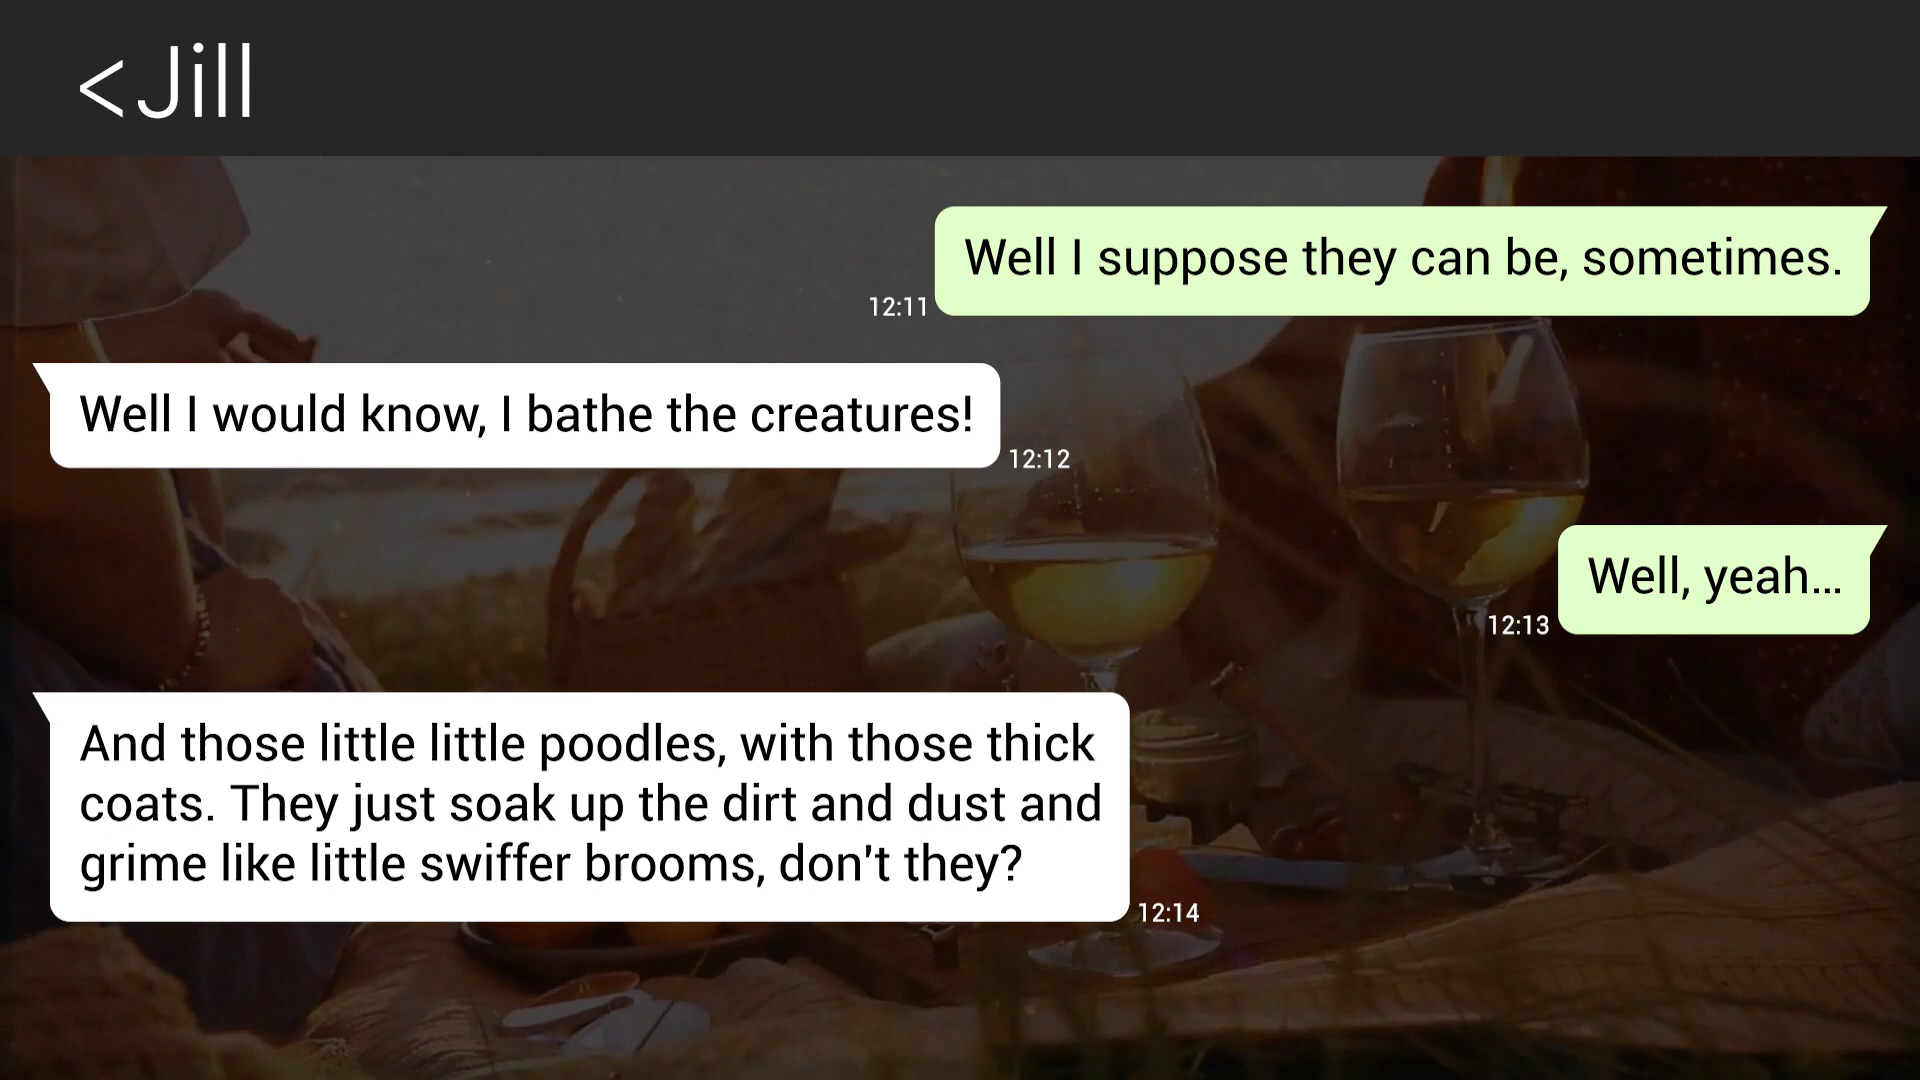 <Jill
Well I suppose they can be, sometimes.
12:11
Well I would know, I bathe the creatures!
12:12
Well, yeah...
12:13
And those little little poodles, with those thick
coats. They just soak up the dirt and dust and
grime like little swiffer brooms, don't they?
12:14